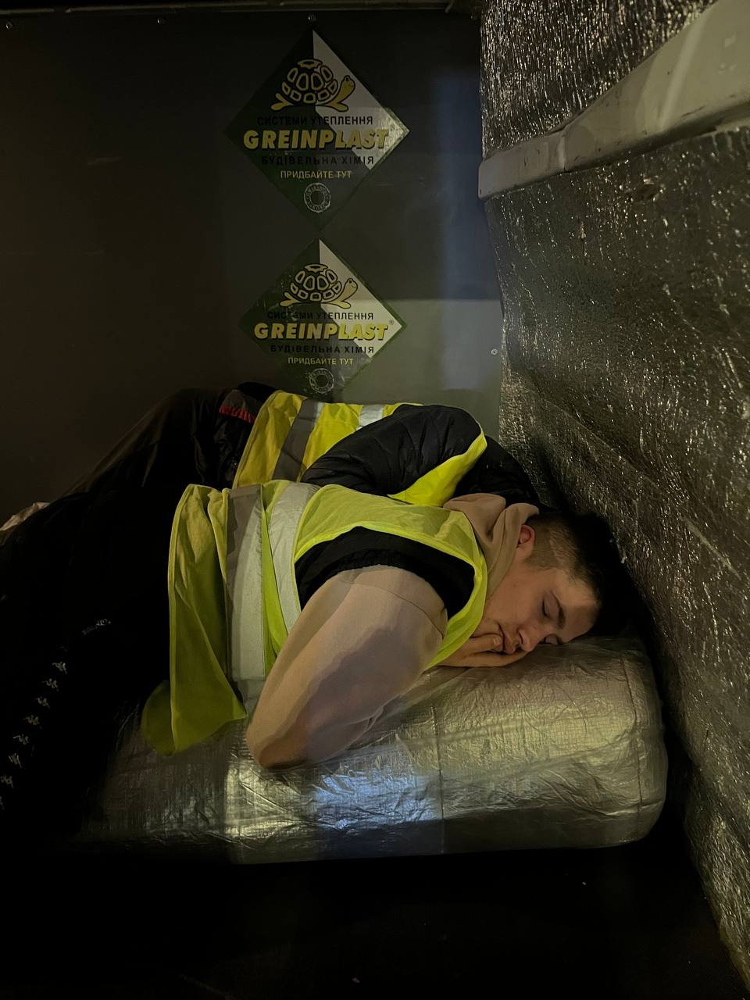 СИСТЕМИ УТЕПЛЕННЯ
GREINPLAST
БУДІВЕЛЬНА ХІМІЯ
ПРИДБАЙТЕ ТУТ
СИСТЕМИ УТЕПЛЕННЯ
GREINPLAST®
БУДІВЕЛЬНА ХІМІЯ
ПРИДБАЙТЕ ТУТ